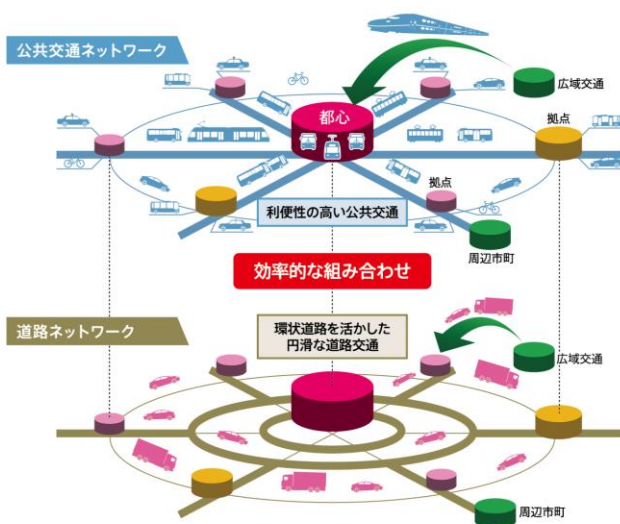 公共交通ネットワーク
広域交通
都心
拠点
拠点
利便性の高い公共交通
周辺市町
効率的な組み合わせ
道路ネットワーク
環状道路を活かした
円滑な道路交通
広域交通
周辺市町